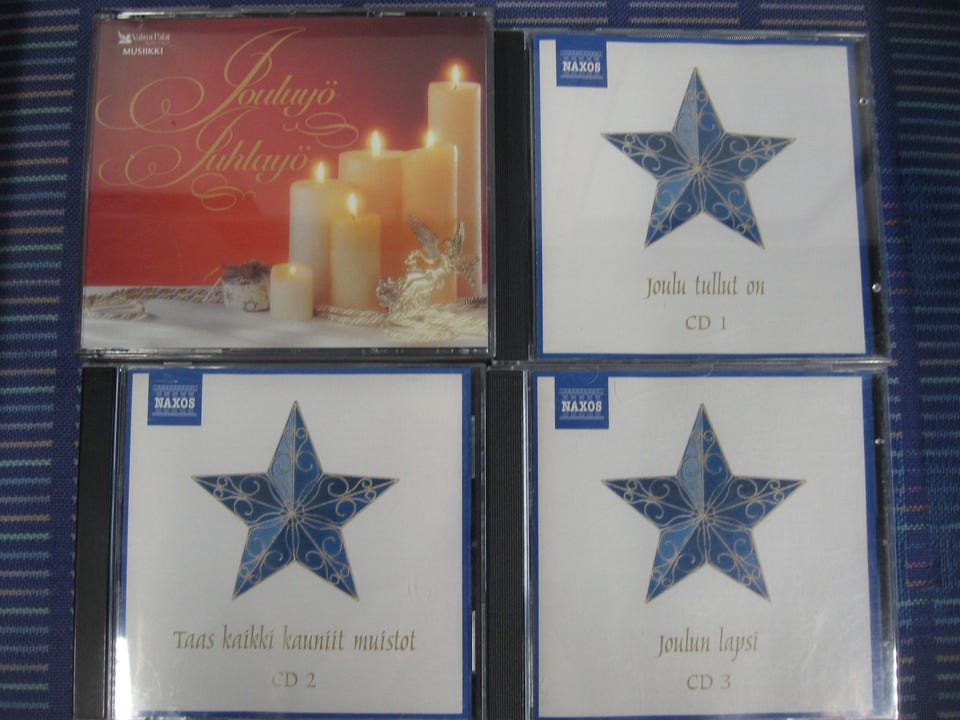 Valitut Palat
MUSIIKKI
Jouluyö
Juhlayö
NAXOS
Joulu tullut on
CD 1
NAXOS
Taas kaikki kauniit muistot
CD 2
NAXOS
Joulun lapsi
CD 3